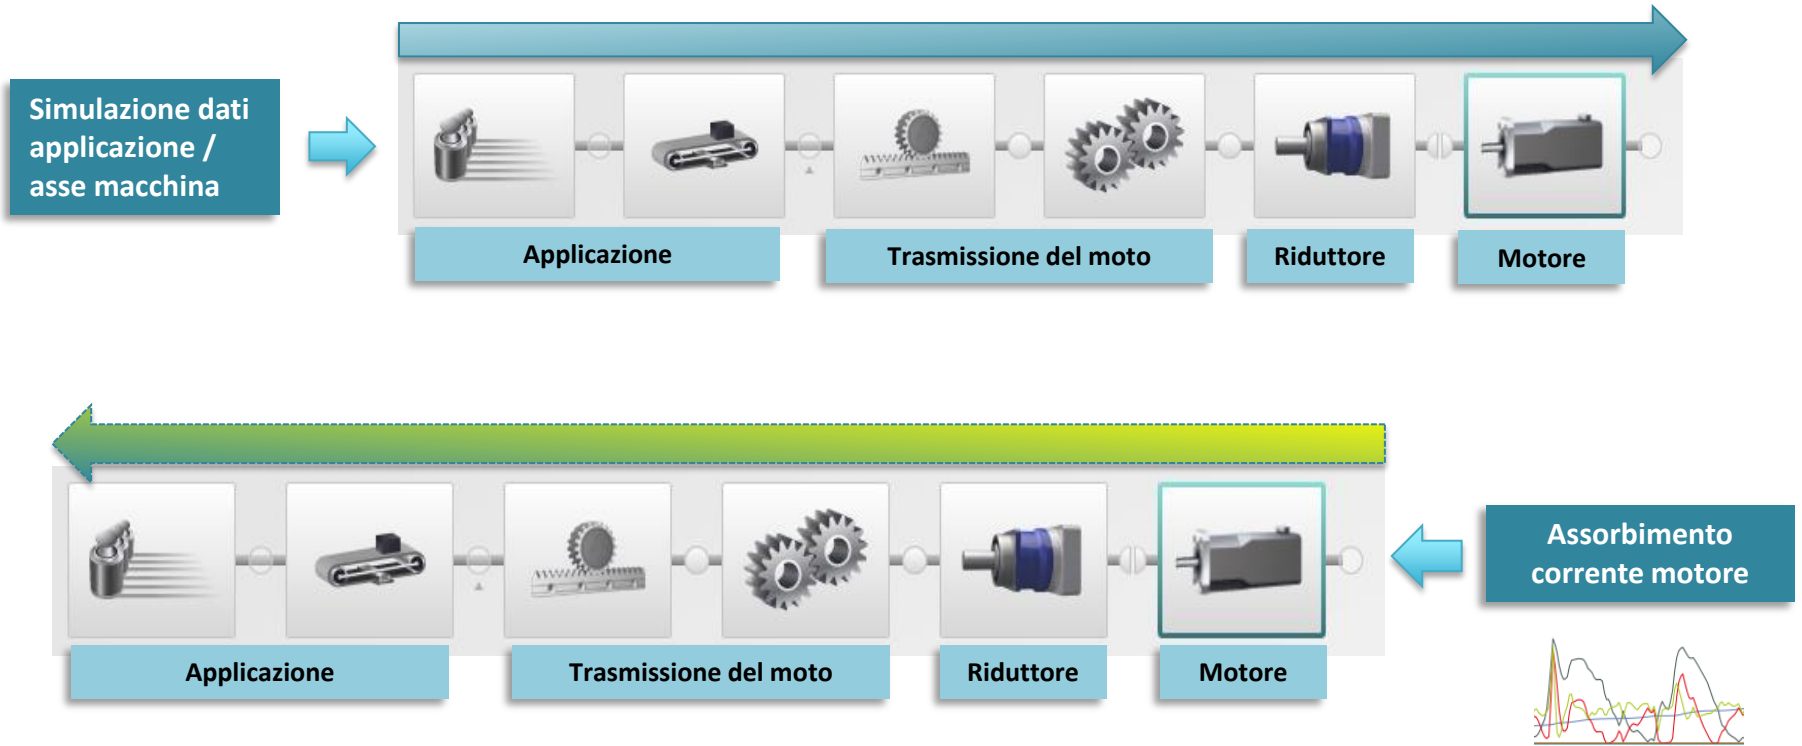 Simulazione dati
applicazione /
asse macchina
Applicazione
Trasmissione del moto
Riduttore
Motore
Assorbimento
corrente motore
Applicazione
Trasmissione del moto
Riduttore
Motore